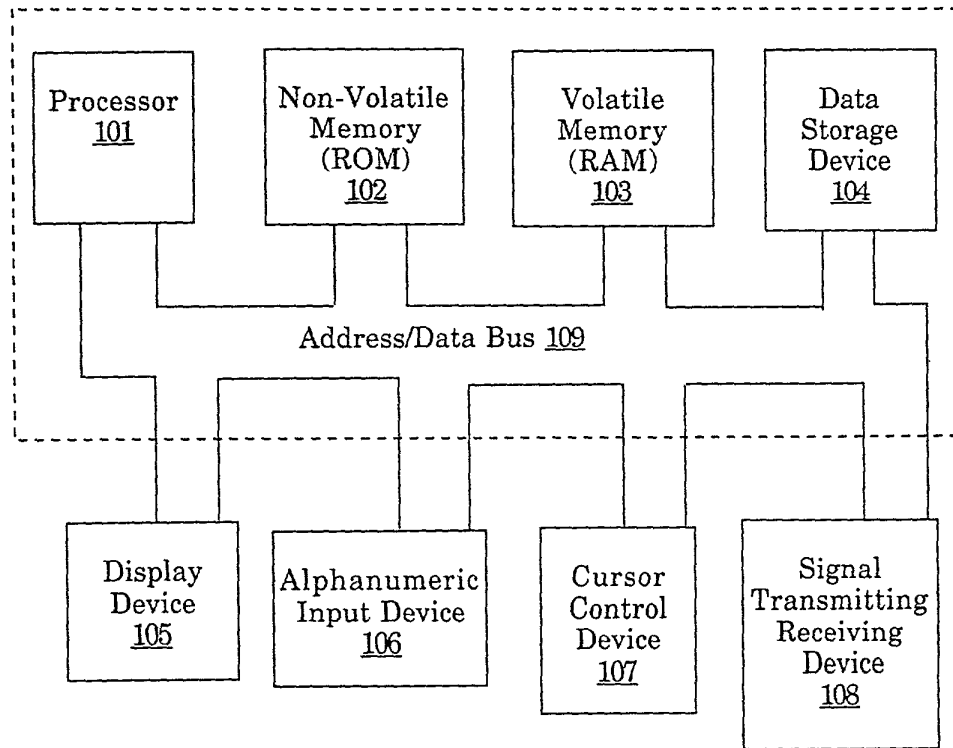 Processor
101
Non-Volatile
Memory
(ROM)
102
Volatile
Memory
(RAM)
103
Data
Storage
Device
104
Address/Data Bus 109
Display
Device
105
Alphanumeric
Input Device
106
Cursor
Control
Device
107
Signal
Transmitting
Receiving
Device
108